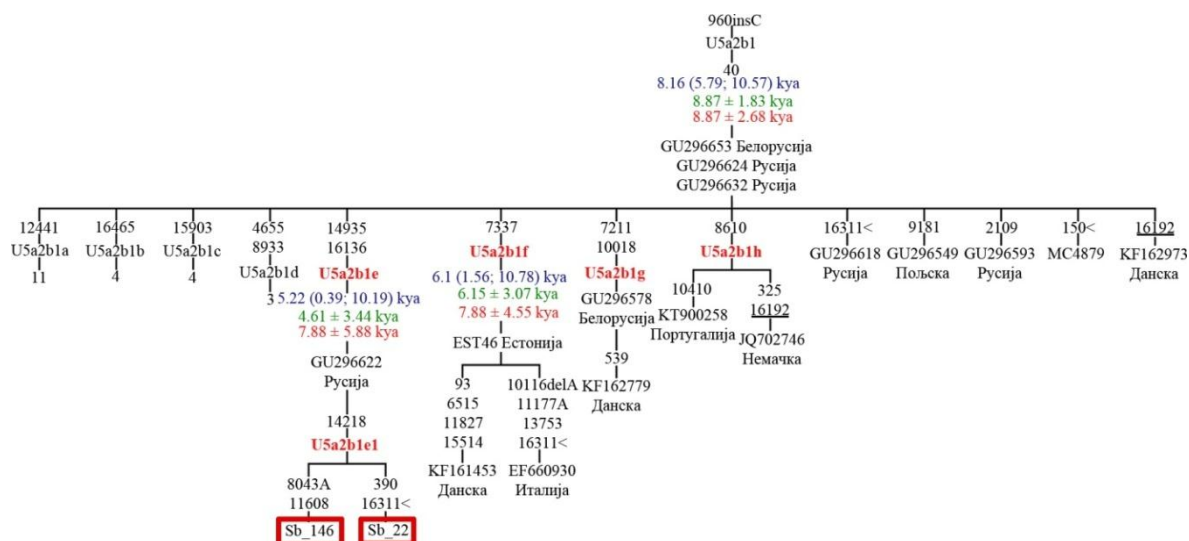 960insC
U5a2b1
40
8.16 (5.79; 10.57) kya
8.87 ± 1.83 kya
8.87 ± 2.68 kya
GU296653 Белорусија
GU296624 Русија
GU296632 Русија
12441
U5a2b1a
11
16465
U5a2b1b
4
15903
U5a2b1c
4
4655
8933
U5a2b1d
3
14935
16136
U5a2b1e
5.22 (0.39; 10.19) kya
4.61 ± 3.44 kya
7.88 ± 5.88 kya
GU296622
Русија
14218
U5a2b1e1
8043A
11608
Sb_146
390
16311<
Sb_22
7337
U5a2b1f
6.1 (1.56; 10.78) kya
6.15 ± 3.07 kya
7.88 ± 4.55 kya
EST46 Естонија
93
6515
11827
15514
KF161453
Данска
10116delA
11177A
13753
16311<
EF660930
Италија
7211
10018
U5a2b1g
GU296578
Белорусија
539
KF162779
Данска
8610
U5a2b1h
10410
KT900258
Португалија
325
16192
JQ702746
Немачка
16311<
GU296618
Русија
9181
GU296549
Пољска
2109
GU296593
Русија
150<
MC4879
16192
KF162973
Данска